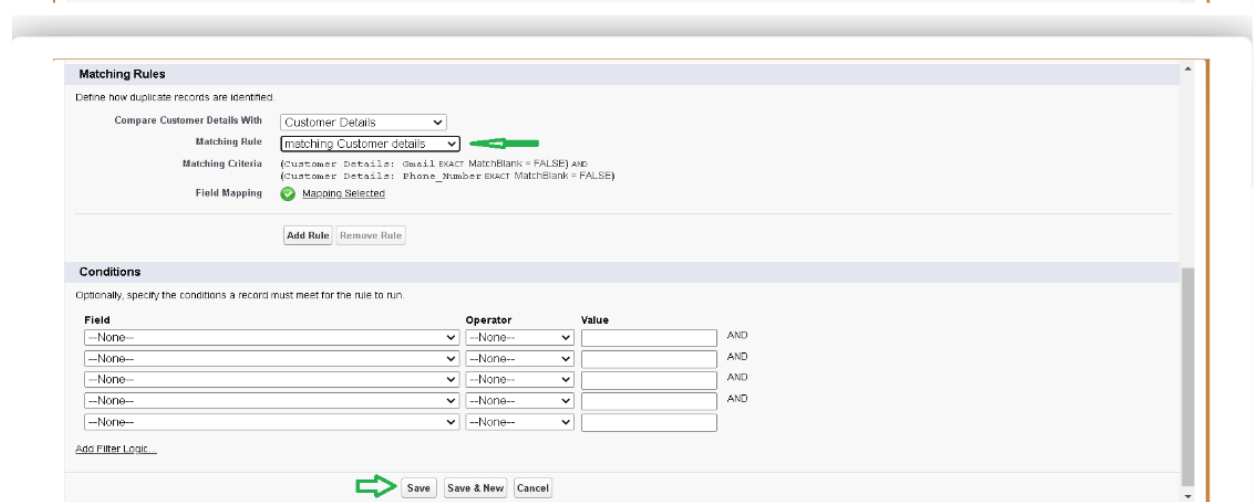 Matching Rules
Define how duplicate records are identified.
Compare Customer Details With Customer Details
Matching Rule matching Customer details
Matching Criteria (Customer Details: Gmail EXACT MatchBlank = FALSE) AND
(Customer Details: Phone_Number EXACT MatchBlank = FALSE)
Field Mapping Mapping Selected
Add Rule Remove Rule
Conditions
Optionally, specify the conditions a record must meet for the rule to run.
Field Operator Value
--None-- --None-- AND
--None-- --None-- AND
--None-- --None-- AND
--None-- --None-- AND
--None-- --None--
Add Filter Logic...
Save Save & New Cancel